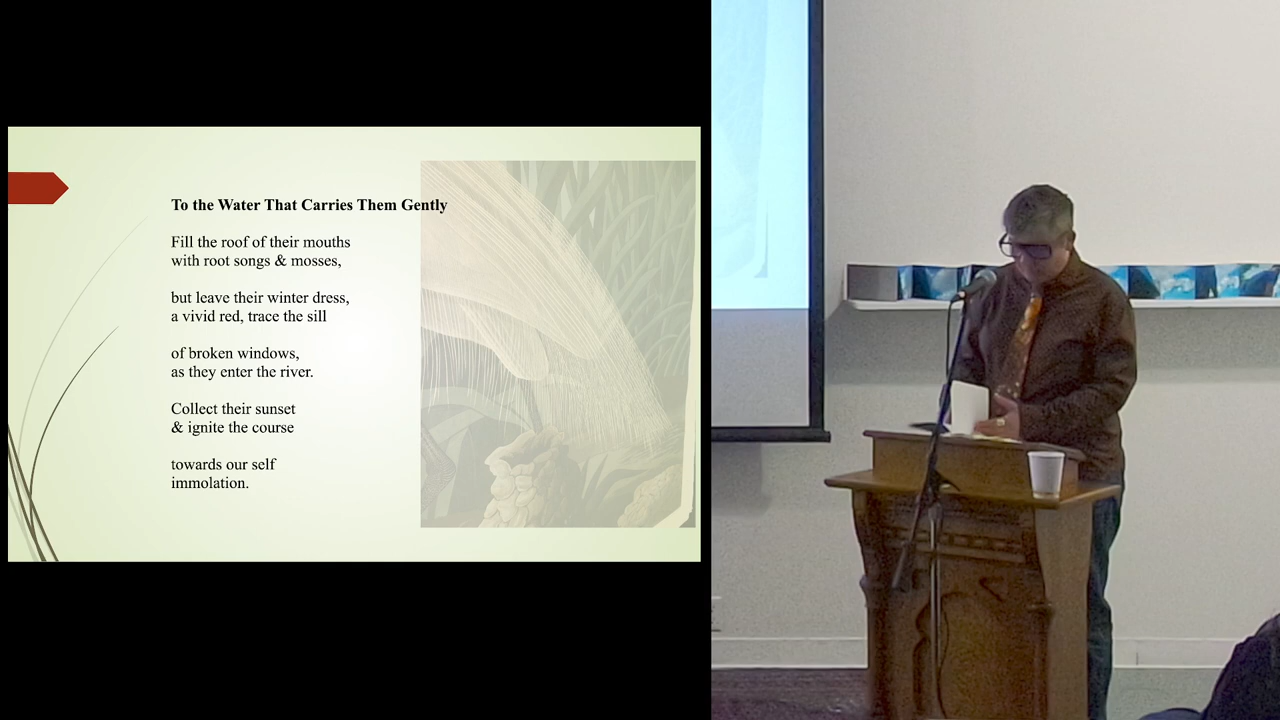 To the Water That Carries Them Gently
Fill the roof of their mouths
with root songs & mosses,
but leave their winter dress,
a vivid red, trace the sill
of broken windows,
as they enter the river.
Collect their sunset
& ignite the course
towards our self
immolation.